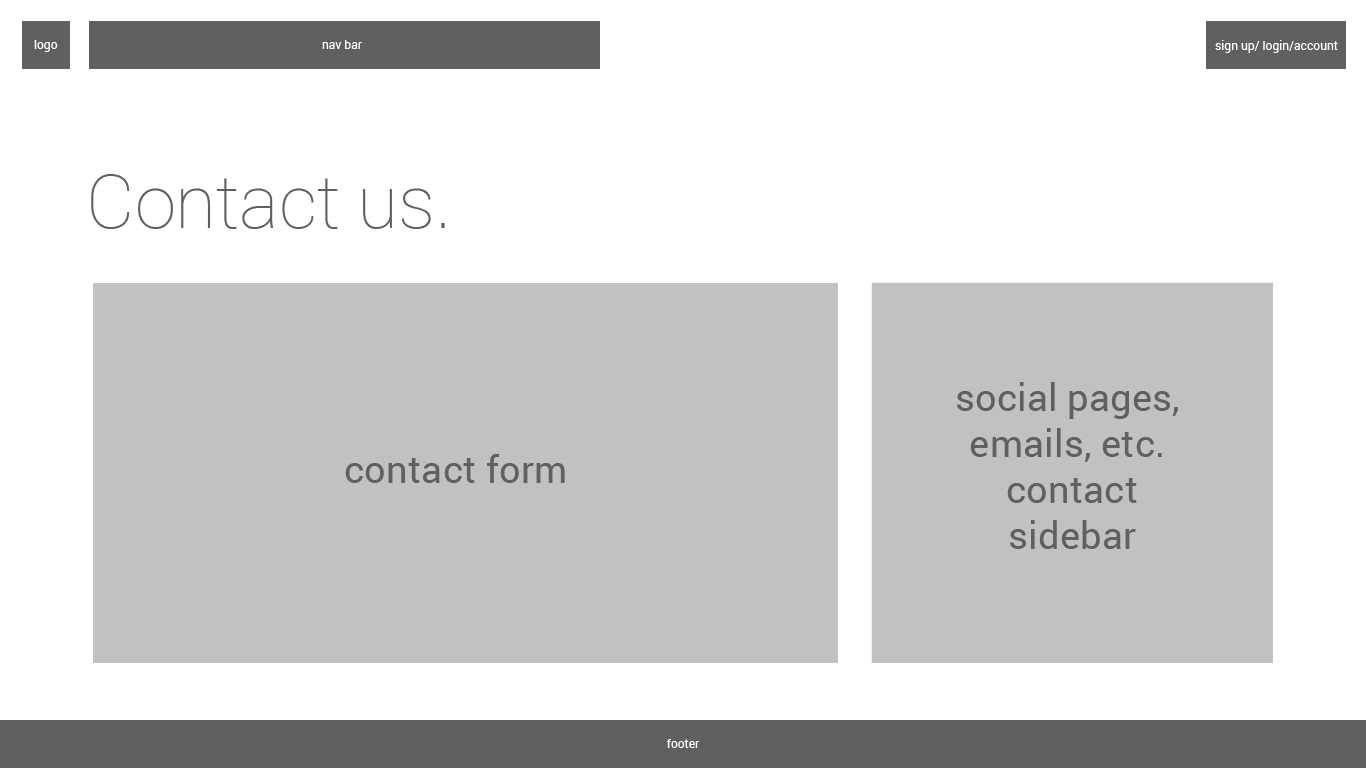 logo
nav bar
sign up/ login/account
Contact us.
contact form
social pages,
emails, etc.
contact
sidebar
footer